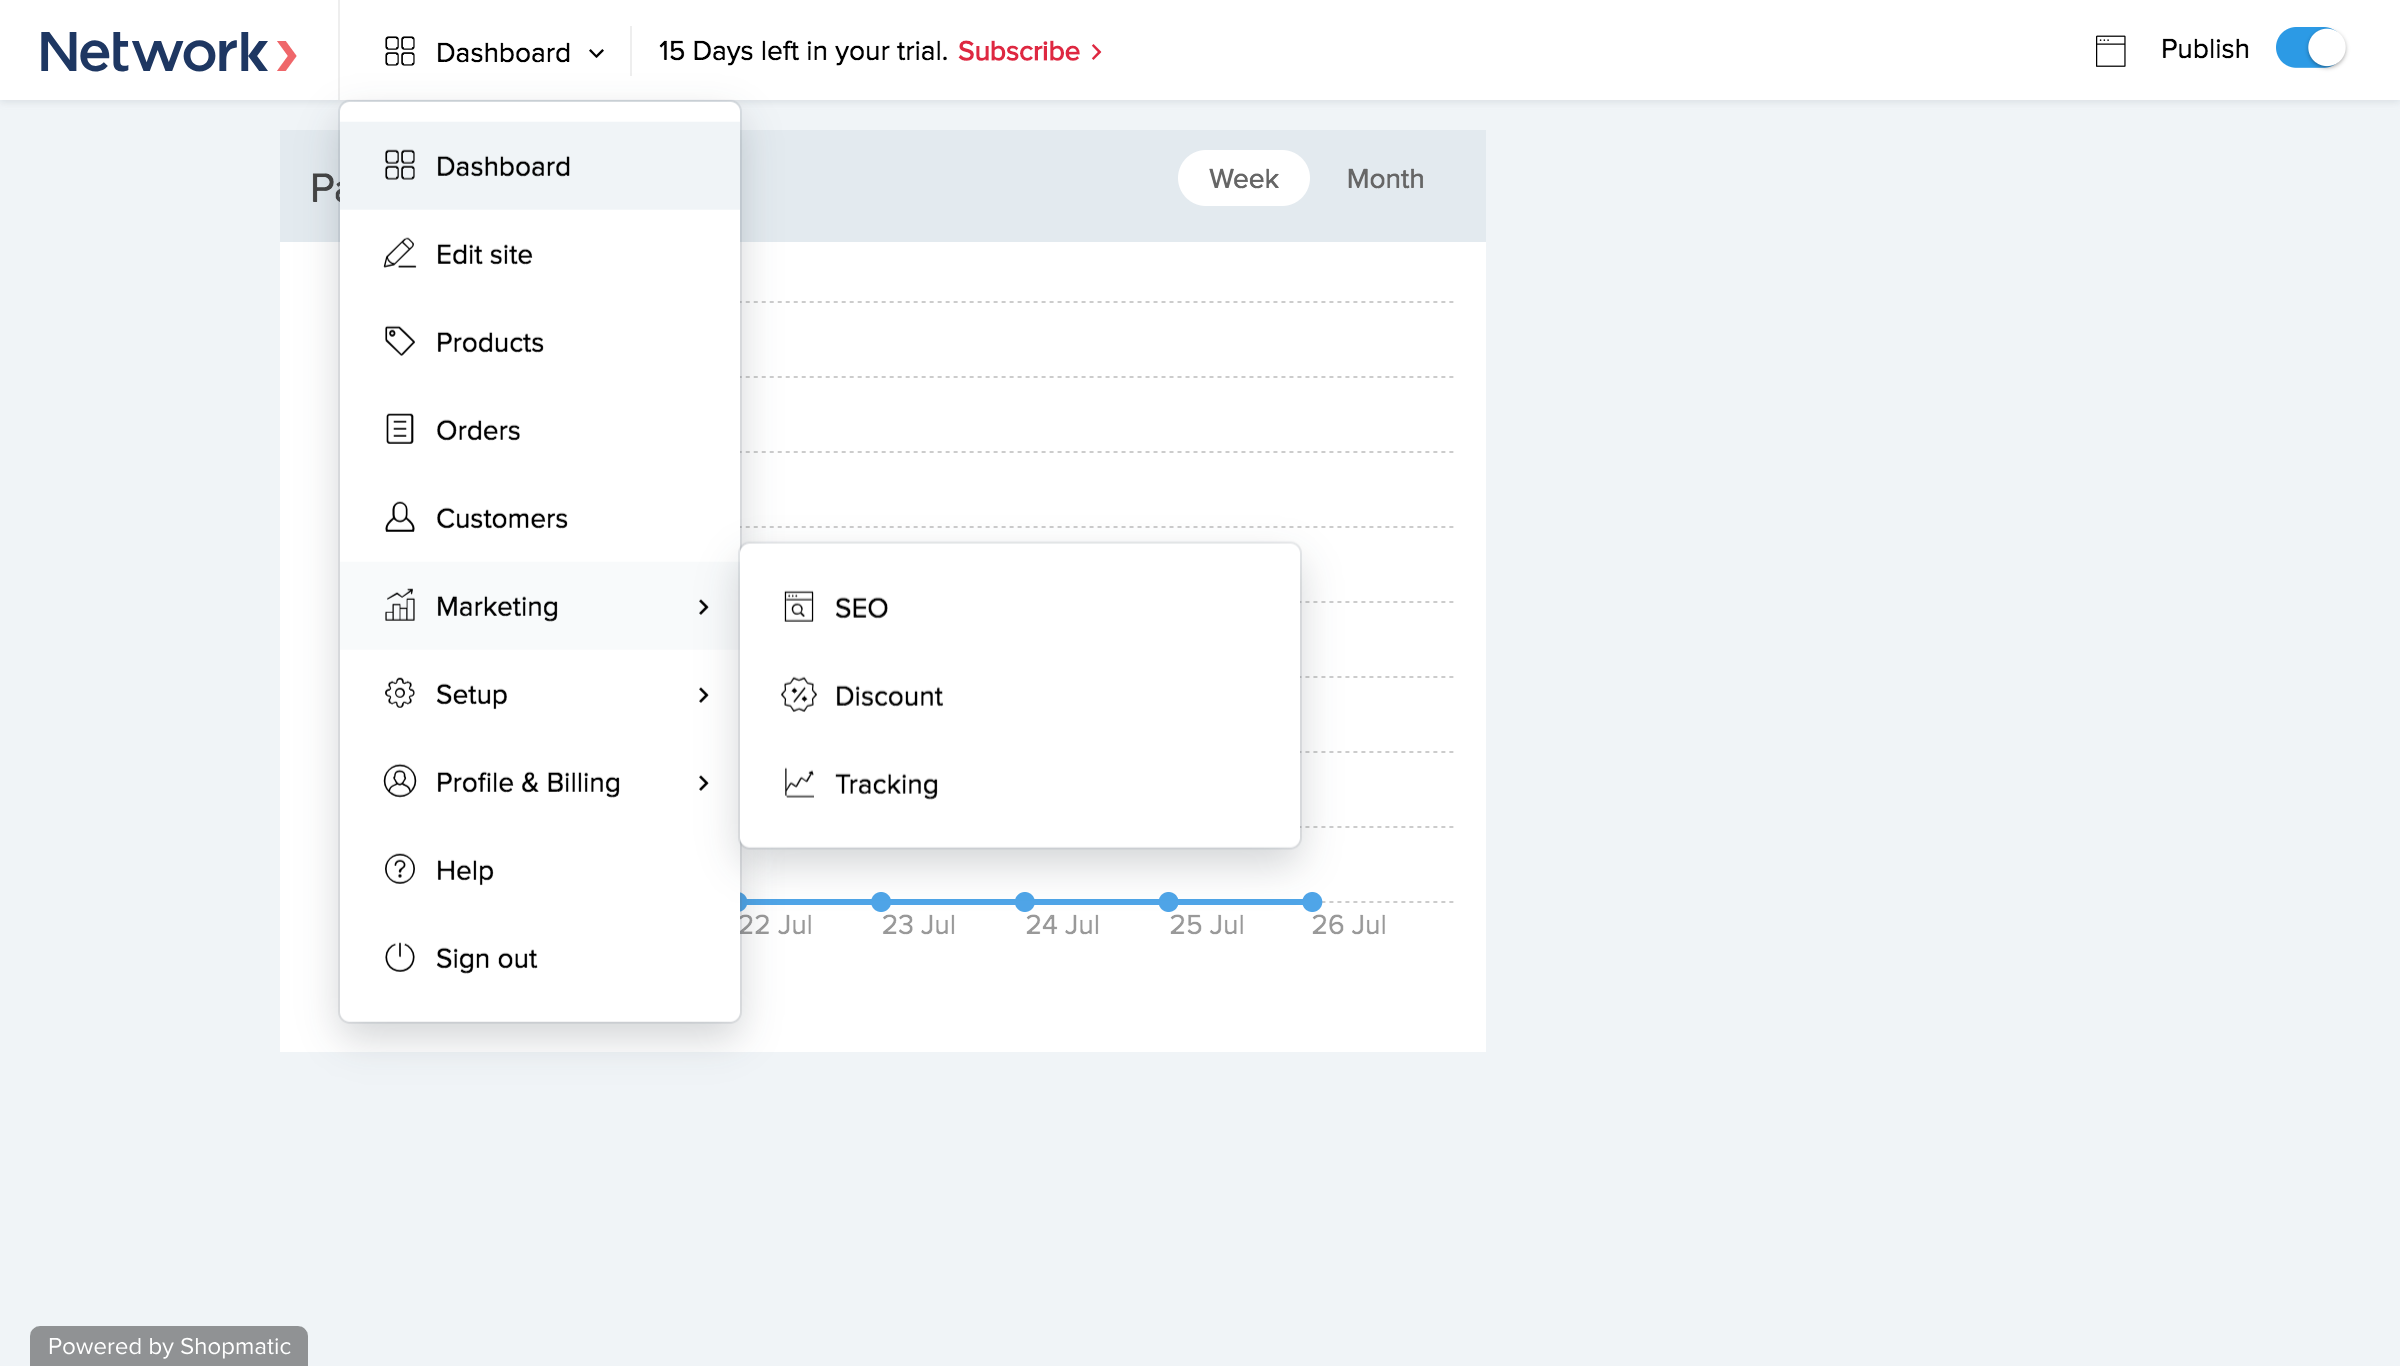 Network
Dashboard
15 Days left in your trial. Subscribe >
Publish
Week
Month
Dashboard
Edit site
Products
Orders
Customers
Marketing
Setup
Profile & Billing
Help
Sign out
SEO
Discount
Tracking
22 Jul
23 Jul
24 Jul
25 Jul
26 Jul
Powered by Shopmatic